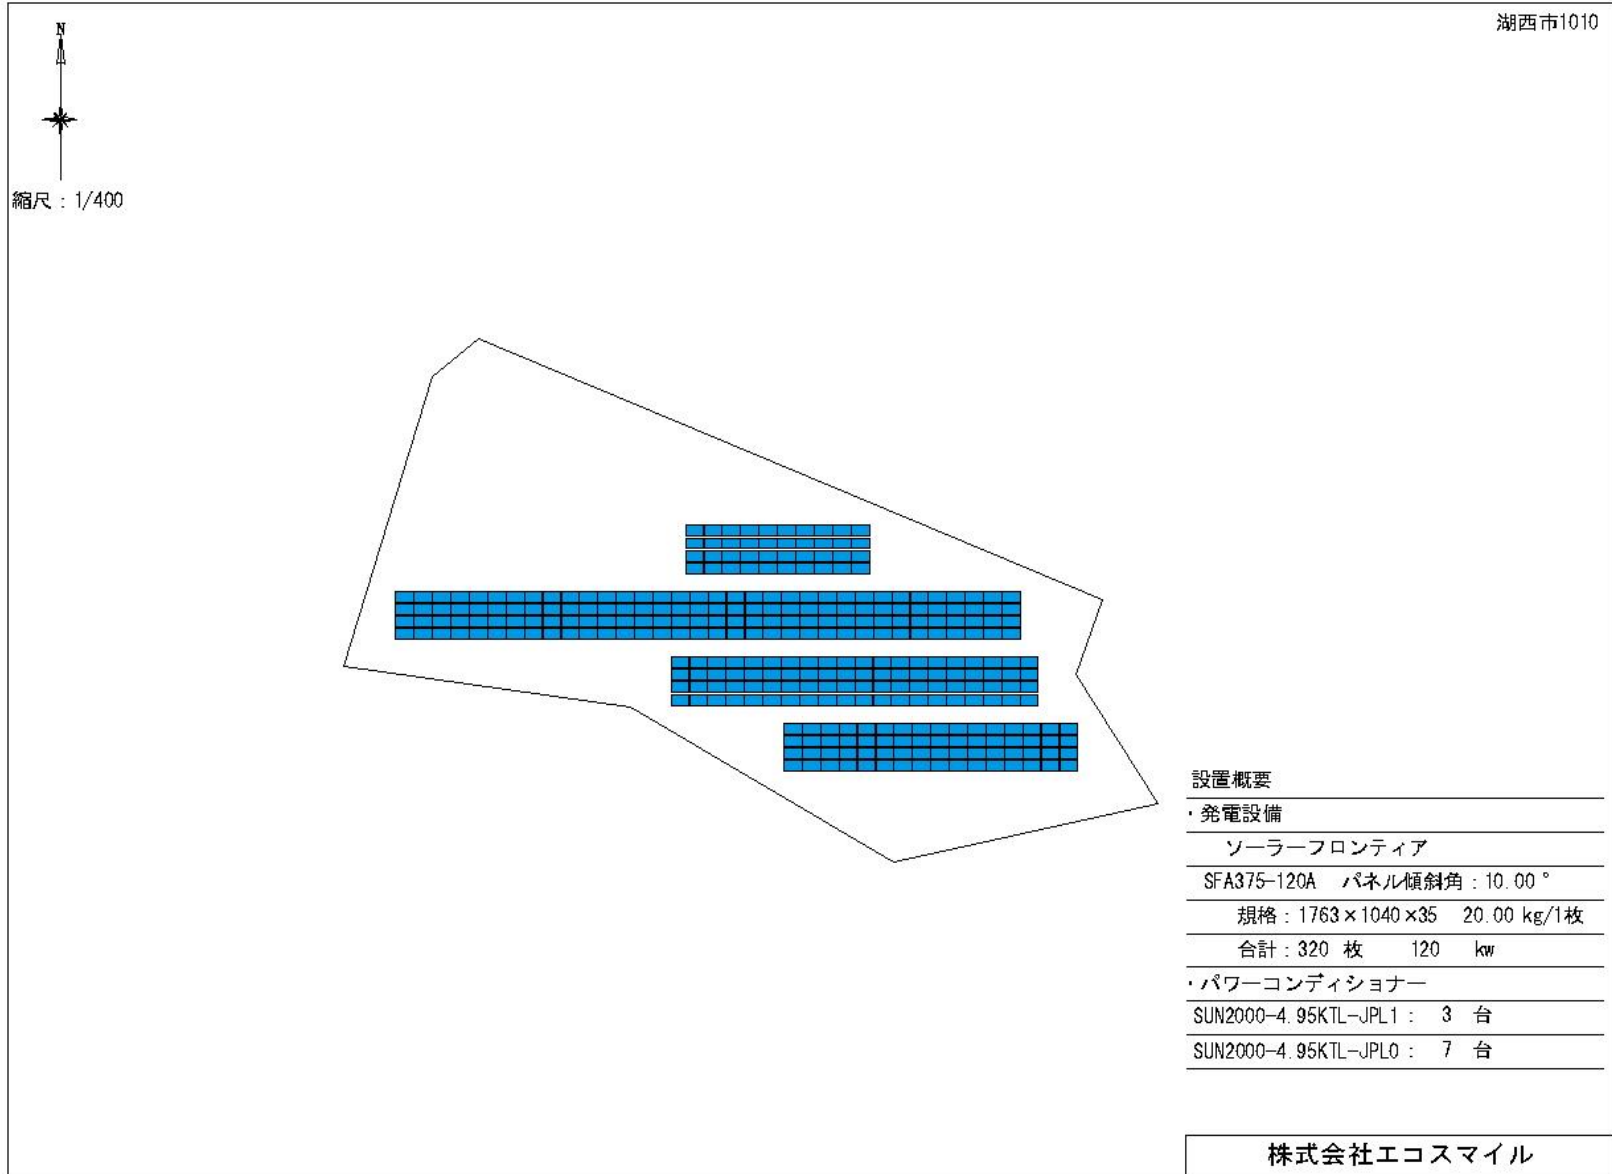 湖西市1010
N
縮尺：1/400
設置概要
・発電設備
ソーラーフロンティア
SFA375-120A パネル傾斜角：10.00°
規格：1763×1040×35 20.00 kg/1枚
合計：320 枚 120 kw
・パワーコンディショナー
SUN2000-4.95KTL-JPL1： 3 台
SUN2000-4.95KTL-JPL0： 7 台
株式会社エコスマイル